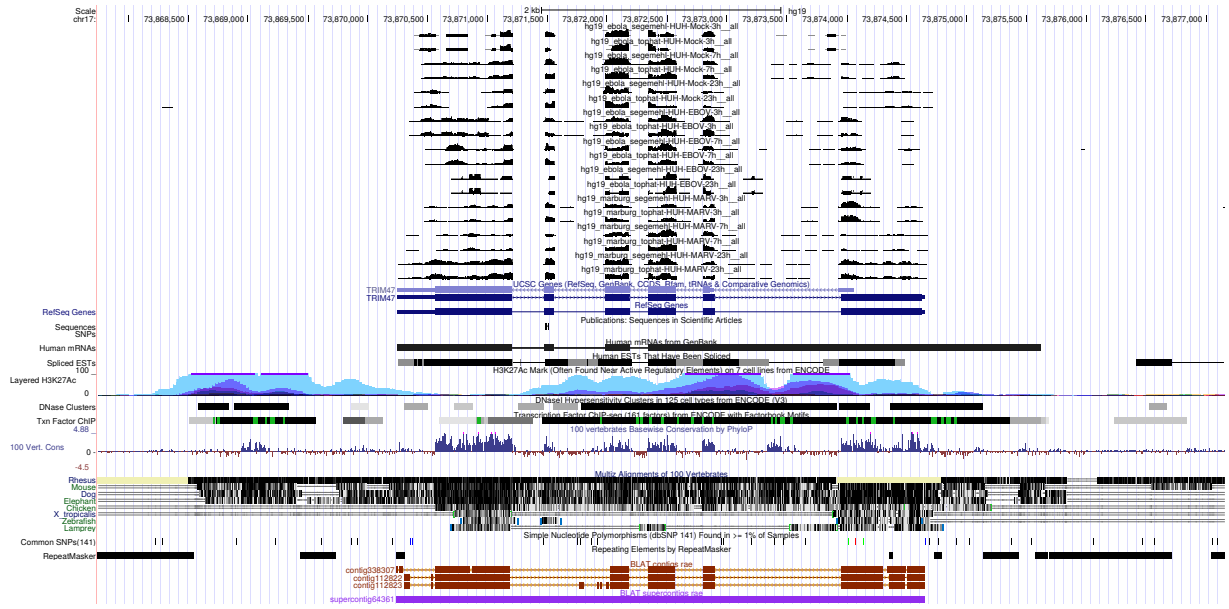 Scale 2 kb hg19
chr17: 73,868,500 73,869,000 73,869,500 73,870,000 73,870,500 73,871,000 73,871,500 73,872,000 73,872,500 73,873,000 73,873,500 73,874,000 73,874,500 73,875,000 73,875,500 73,876,000 73,876,500 73,877,000
hg19_ebola_segemehl-HUH-Mock-3h__all
hg19_ebola_tophat-HUH-Mock-3h__all
hg19_ebola_segemehl-HUH-Mock-7h__all
hg19_ebola_tophat-HUH-Mock-7h__all
hg19_ebola_segemehl-HUH-Mock-23h__all
hg19_ebola_tophat-HUH-Mock-23h__all
hg19_ebola_segemehl-HUH-EBOV-3h__all
hg19_ebola_tophat-HUH-EBOV-3h__all
hg19_ebola_segemehl-HUH-EBOV-7h__all
hg19_ebola_tophat-HUH-EBOV-7h__all
hg19_ebola_segemehl-HUH-EBOV-23h__all
hg19_ebola_tophat-HUH-EBOV-23h__all
hg19_marburg_segemehl-HUH-MARV-3h__all
hg19_marburg_tophat-HUH-MARV-3h__all
hg19_marburg_segemehl-HUH-MARV-7h__all
hg19_marburg_tophat-HUH-MARV-7h__all
hg19_marburg_segemehl-HUH-MARV-23h__all
hg19_marburg_tophat-HUH-MARV-23h__all
UCSC Genes (RefSeq, GenBank, CCDS, Rfam, tRNAs & Comparative Genomics)
TRIM47
TRIM47
RefSeq Genes
RefSeq Genes
Publications: Sequences in Scientific Articles
Sequences
SNPs
Human mRNAs from GenBank
Human mRNAs
Human ESTs That Have Been Spliced
Spliced ESTs
H3K27Ac Mark (Often Found Near Active Regulatory Elements) on 7 cell lines from ENCODE
100
Layered H3K27Ac
0
DNaseI Hypersensitivity Clusters in 125 cell types from ENCODE (V3)
DNase Clusters
Transcription Factor ChIP-seq (161 factors) from ENCODE with Factorbook Motifs
Txn Factor ChIP
4.88
100 vertebrates Basewise Conservation by PhyloP
100 Vert. Cons
0
-4.5
Multiz Alignments of 100 Vertebrates
Rhesus
Mouse
Dog
Elephant
Chicken
X_tropicalis
Zebrafish
Lamprey
Simple Nucleotide Polymorphisms (dbSNP 141) Found in >= 1% of Samples
Common SNPs(141)
Repeating Elements by RepeatMasker
RepeatMasker
BLAT contigs rae
contig338307
contig112822
contig112823
BLAT supercontigs rae
supercontig64361